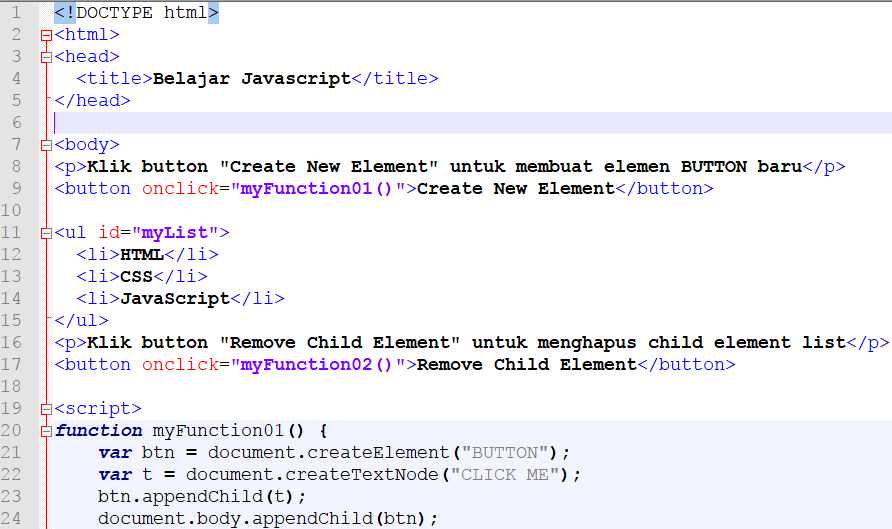 1 <!DOCTYPE html>
2 <html>
3 <head>
4   <title>Belajar Javascript</title>
5 </head>
6
7 <body>
8 <p>Klik button "Create New Element" untuk membuat elemen BUTTON baru</p>
9 <button onclick="myFunction01()">Create New Element</button>
10
11 <ul id="myList">
12   <li>HTML</li>
13   <li>CSS</li>
14   <li>JavaScript</li>
15 </ul>
16 <p>Klik button "Remove Child Element" untuk menghapus child element list</p>
17 <button onclick="myFunction02()">Remove Child Element</button>
18
19 <script>
20 function myFunction01() {
21     var btn = document.createElement("BUTTON");
22     var t = document.createTextNode("CLICK ME");
23     btn.appendChild(t);
24     document.body.appendChild(btn);